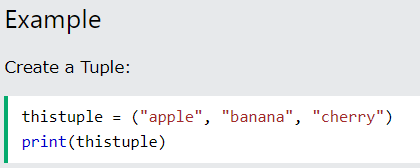 Example
Create a Tuple:
thistuple = ("apple", "banana", "cherry")
print(thistuple)